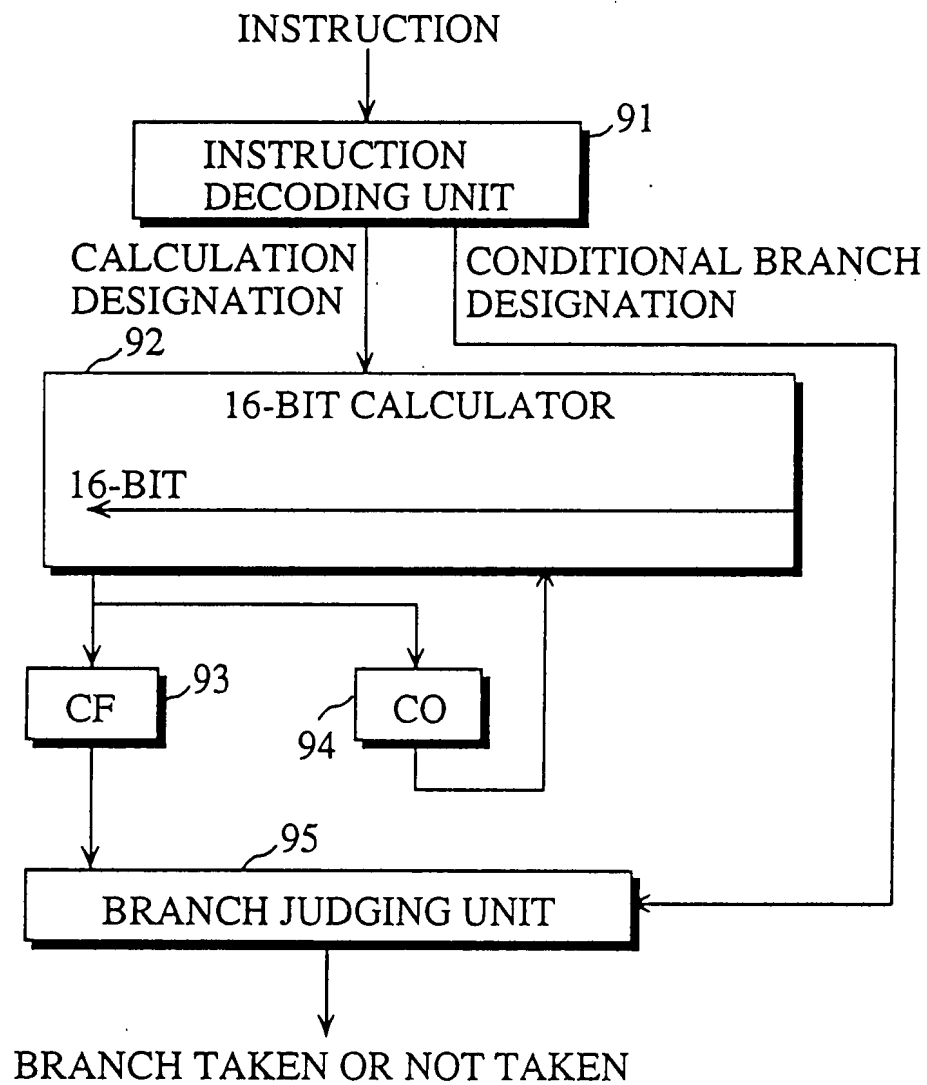 INSTRUCTION
91
INSTRUCTION
DECODING UNIT
CALCULATION
DESIGNATION
CONDITIONAL BRANCH
DESIGNATION
92
16-BIT CALCULATOR
16-BIT
CF
93
CO
94
95
BRANCH JUDGING UNIT
BRANCH TAKEN OR NOT TAKEN